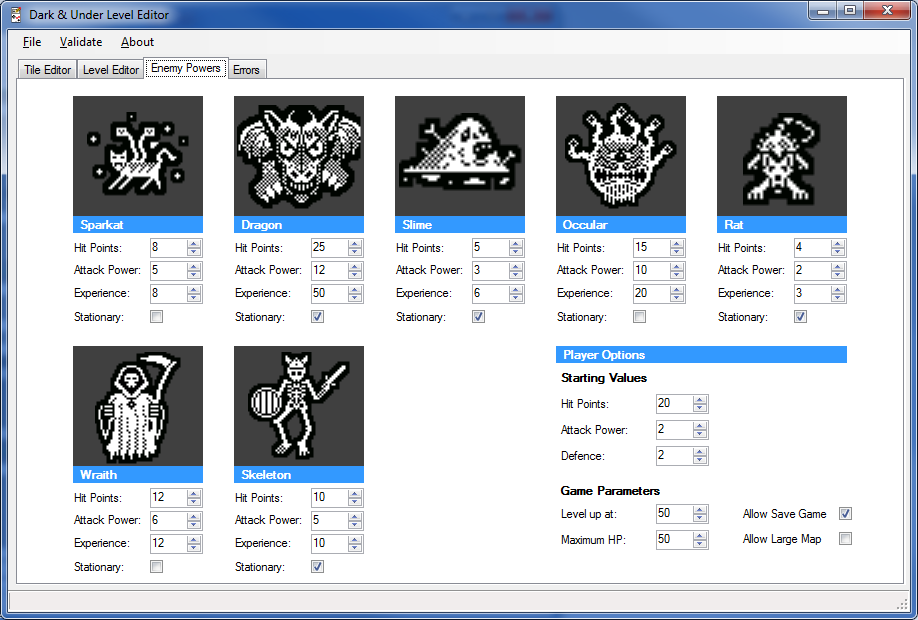 Dark & Under Level Editor
File Validate About
Tile Editor Level Editor Enemy Powers Errors
Sparkat Dragon Slime Occular Rat
Hit Points: 8 Hit Points: 25 Hit Points: 5 Hit Points: 15 Hit Points: 4
Attack Power: 5 Attack Power: 12 Attack Power: 3 Attack Power: 10 Attack Power: 2
Experience: 8 Experience: 50 Experience: 6 Experience: 20 Experience: 3
Stationary: Stationary: Stationary: Stationary: Stationary:
Player Options
Starting Values
Hit Points: 20
Attack Power: 2
Defence: 2
Wraith Skeleton
Hit Points: 12 Hit Points: 10
Attack Power: 6 Attack Power: 5
Experience: 12 Experience: 10
Stationary: Stationary:
Game Parameters
Level up at: 50 Allow Save Game
Maximum HP: 50 Allow Large Map